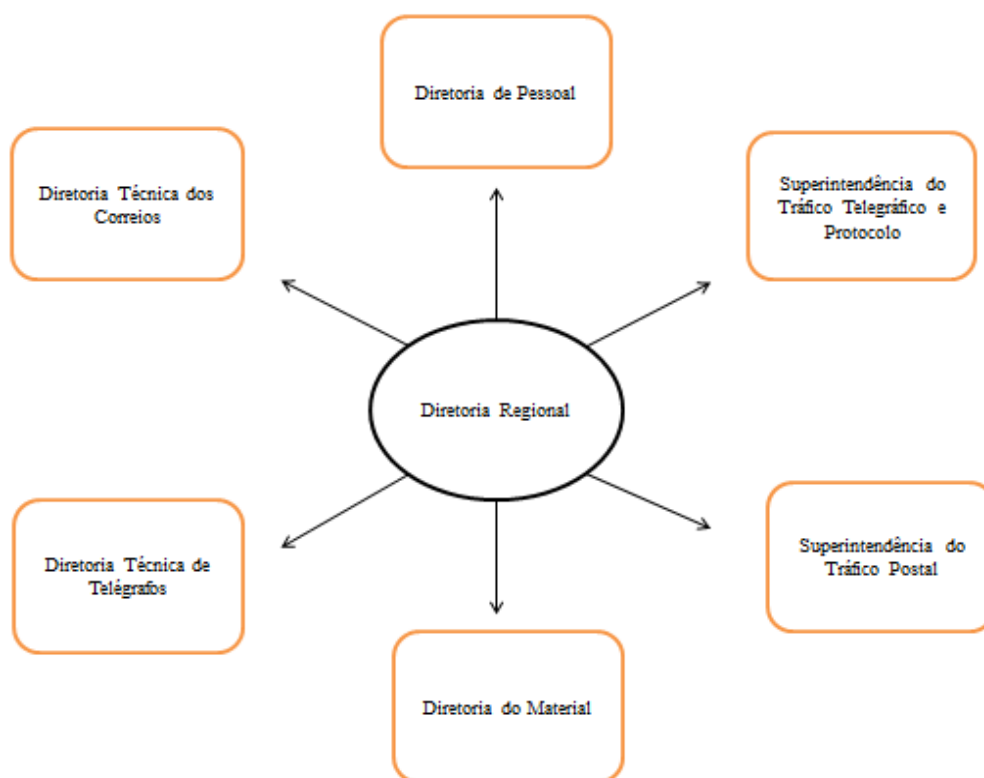 Diretoria de Pessoal
Diretoria Técnica dos
Correios
Superintendência do
Tráfico Telegráfico e
Protocolo
Diretoria Regional
Diretoria Técnica de
Telégrafos
Superintendência do
Tráfico Postal
Diretoria do Material